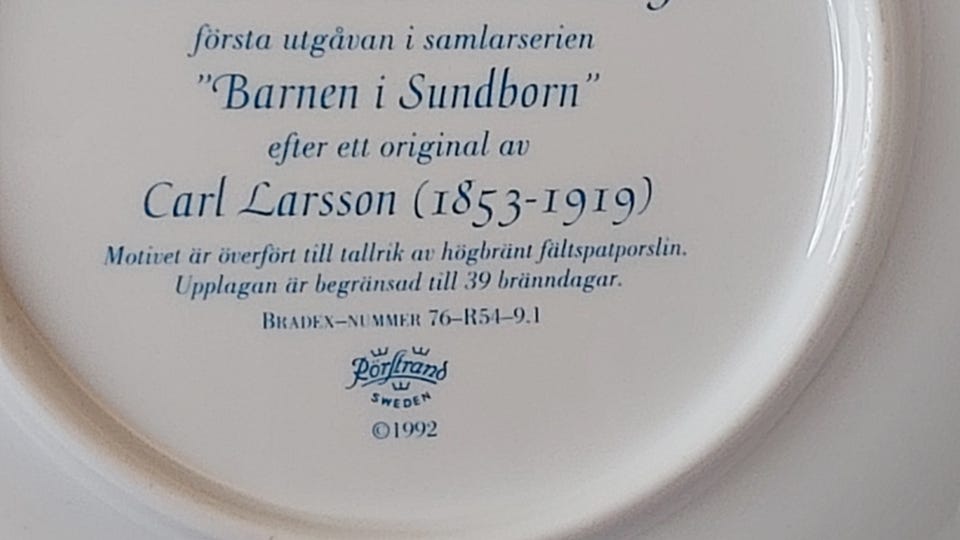 första utgåvan i samlarserien
”Barnen i Sundborn”
efter ett original av
Carl Larsson (1853-1919)
Motivet är överfört till tallrik av högbränt fältspatporslin.
Upplagan är begränsad till 39 bränndagar.
BRADEX–NUMMER 76–R54–9.1
Rörstrand
SWEDEN
©1992